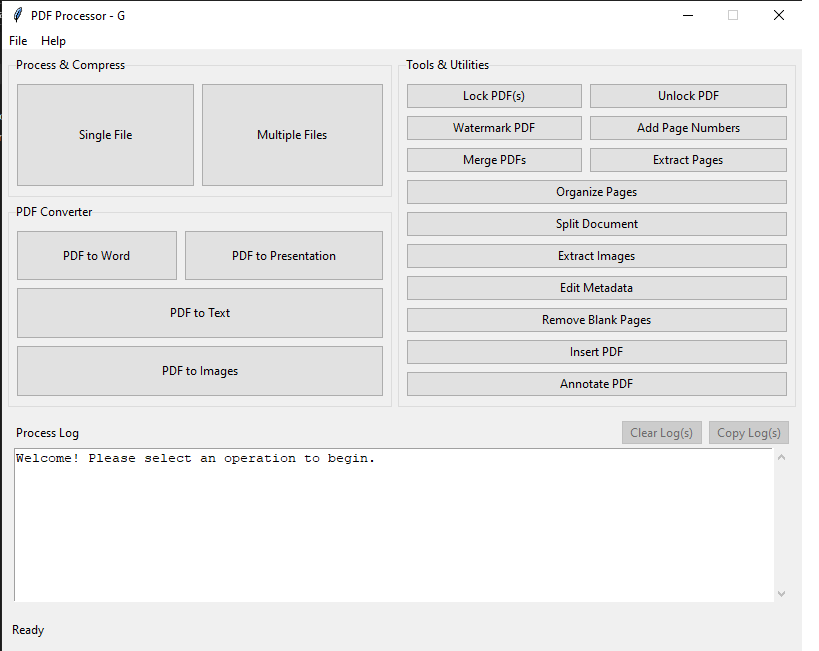 PDF Processor - G
File Help
Process & Compress
Single File
Multiple Files
PDF Converter
PDF to Word
PDF to Presentation
PDF to Text
PDF to Images
Tools & Utilities
Lock PDF(s)
Unlock PDF
Watermark PDF
Add Page Numbers
Merge PDFs
Extract Pages
Organize Pages
Split Document
Extract Images
Edit Metadata
Remove Blank Pages
Insert PDF
Annotate PDF
Process Log
Clear Log(s)
Copy Log(s)
Welcome! Please select an operation to begin.
Ready